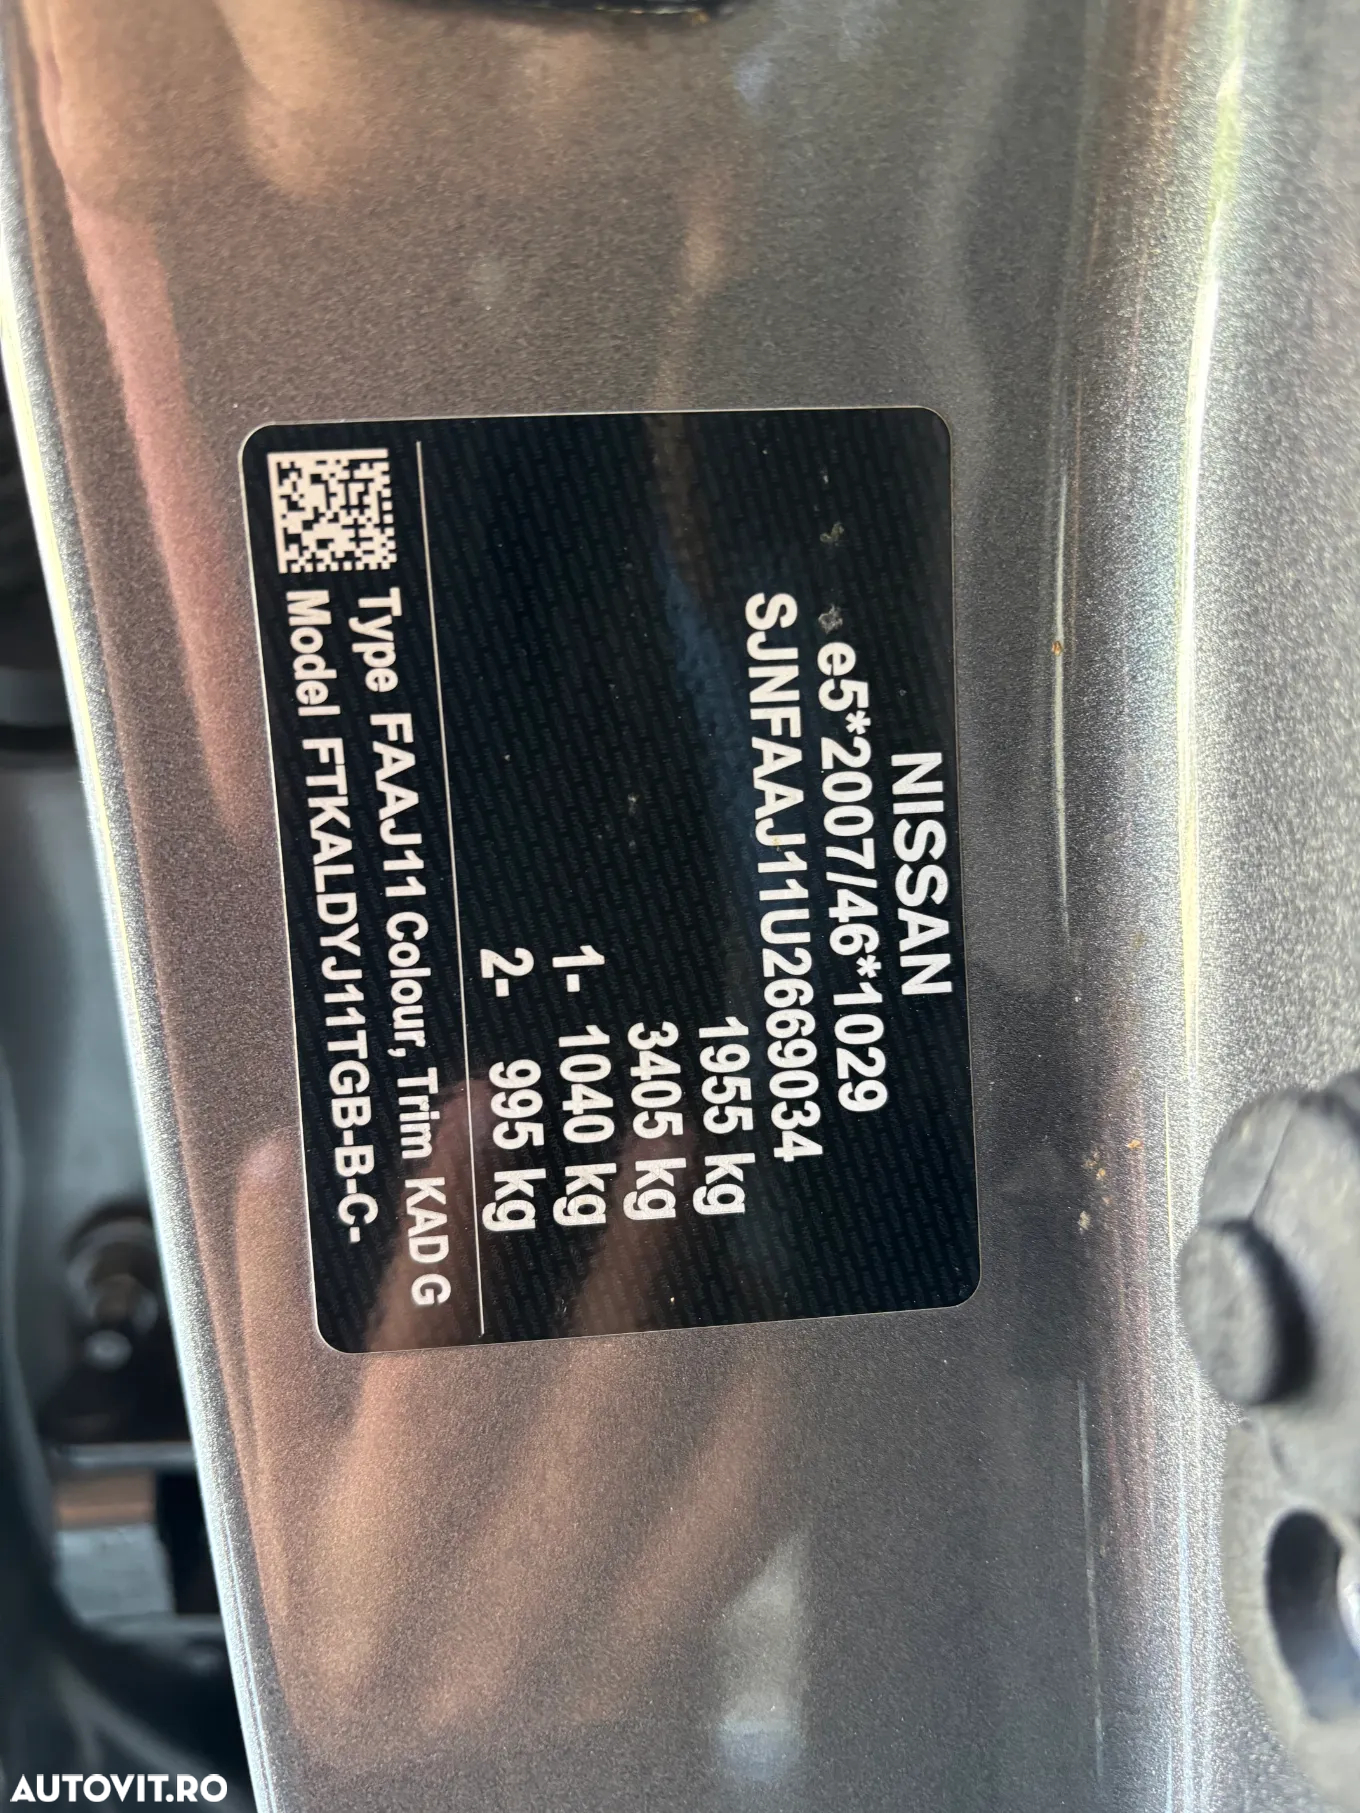 NISSAN
e5*2007/46*1029
SJNFAAJ11U2669034
1955 kg
3405 kg
1- 1040 kg
2- 995 kg
Type FAAJ11 Colour, Trim KAD G
Model FTKALDYJ11TGB-B-C-
AUTOVIT.RO